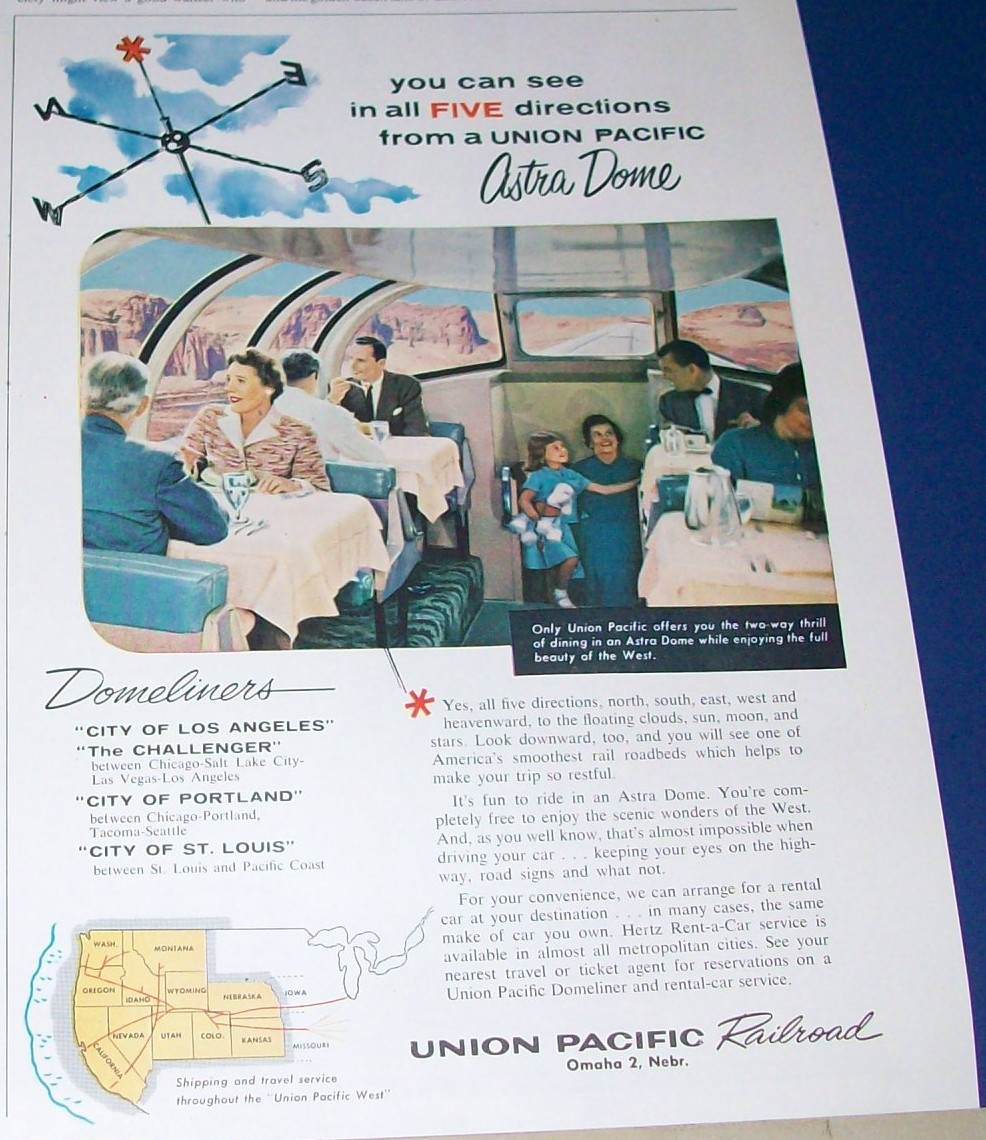 N
E
S
W
you can see
in all FIVE directions
from a UNION PACIFIC
Astra Dome
Only Union Pacific offers you the two-way thrill
of dining in an Astra Dome while enjoying the full
beauty of the West.
Domeliners
"CITY OF LOS ANGELES"
"The CHALLENGER"
between Chicago-Salt Lake City-
Las Vegas-Los Angeles
"CITY OF PORTLAND"
between Chicago-Portland,
Tacoma-Seattle
"CITY OF ST. LOUIS"
between St. Louis and Pacific Coast
* Yes, all five directions, north, south, east, west and
heavenward, to the floating clouds, sun, moon, and
stars. Look downward, too, and you will see one of
America's smoothest rail roadbeds which helps to
make your trip so restful.
It's fun to ride in an Astra Dome. You're com-
pletely free to enjoy the scenic wonders of the West.
And, as you well know, that's almost impossible when
driving your car . . . keeping your eyes on the high-
way, road signs and what not.
For your convenience, we can arrange for a rental
car at your destination . . . in many cases, the same
make of car you own. Hertz Rent-a-Car service is
available in almost all metropolitan cities. See your
nearest travel or ticket agent for reservations on a
Union Pacific Domeliner and rental-car service.
WASH.
MONTANA
OREGON
IDAHO
WYOMING
NEBRASKA
IOWA
NEVADA
UTAH
COLO.
KANSAS
MISSOURI
CALIFORNIA
Shipping and travel service
throughout the "Union Pacific West"
UNION PACIFIC Railroad
Omaha 2, Nebr.